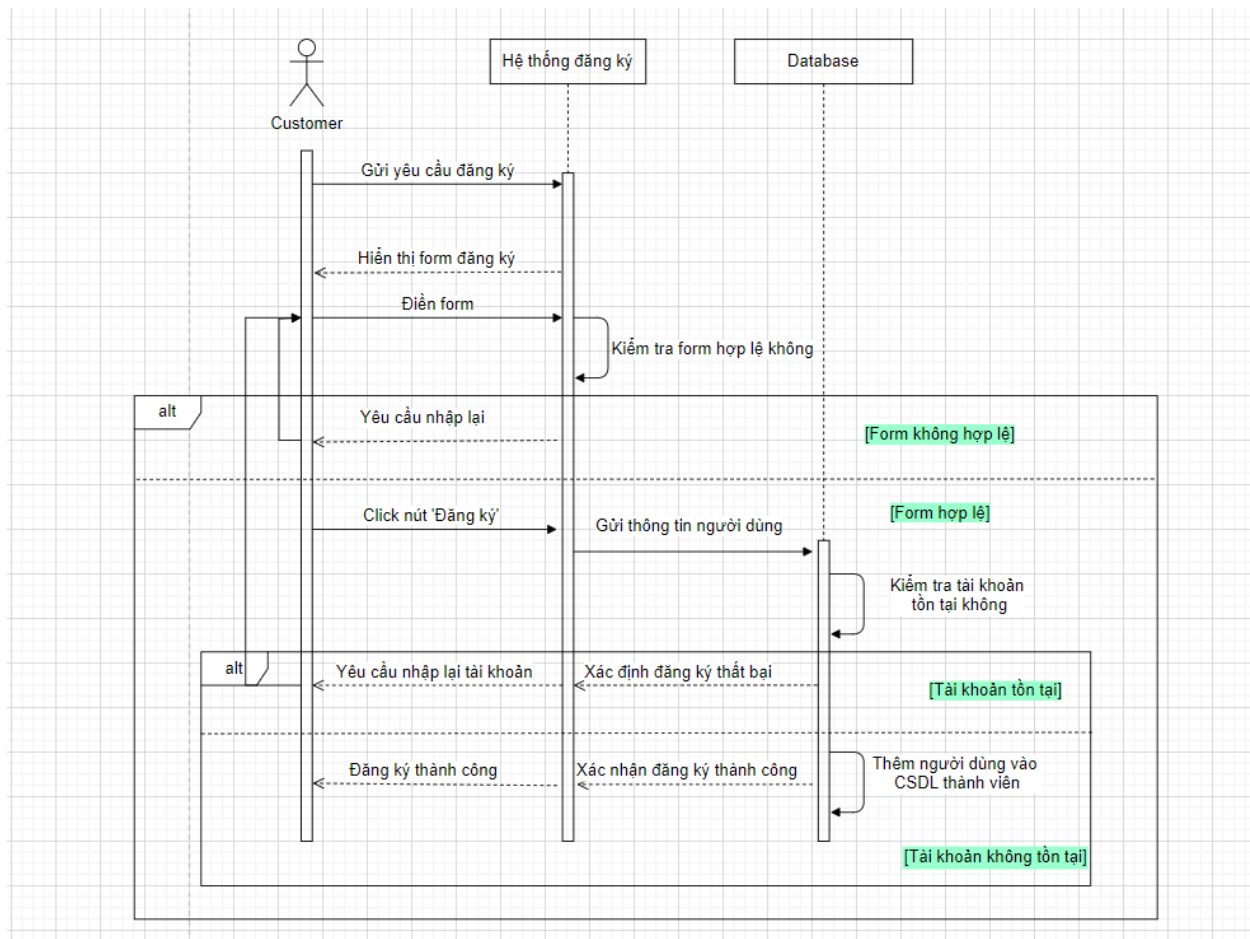 Hệ thống đăng ký
Database
Customer
Gửi yêu cầu đăng ký
Hiển thị form đăng ký
Điền form
Kiểm tra form hợp lệ không
alt
Yêu cầu nhập lại
[Form không hợp lệ]
[Form hợp lệ]
Click nút 'Đăng ký'
Gửi thông tin người dùng
Kiểm tra tài khoản
tồn tại không
alt
Yêu cầu nhập lại tài khoản
Xác định đăng ký thất bại
[Tài khoản tồn tại]
Đăng ký thành công
Xác nhận đăng ký thành công
Thêm người dùng vào
CSDL thành viên
[Tài khoản không tồn tại]